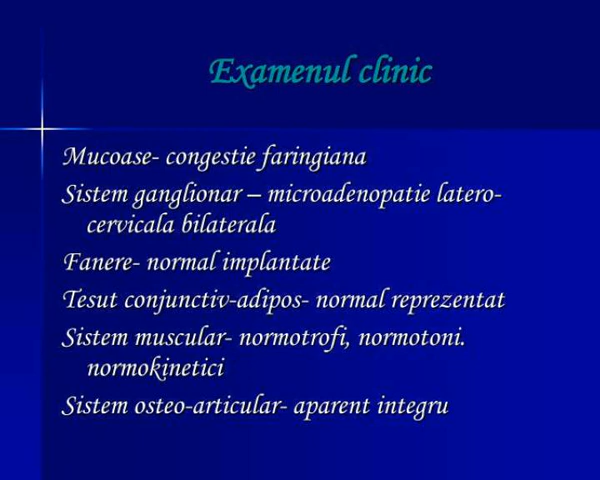 Examenul clinic
Mucoase- congestie faringiana
Sistem ganglionar – microadenopatie latero-
cervicala bilaterala
Fanere- normal implantate
Tesut conjunctiv-adipos- normal reprezentat
Sistem muscular- normotrofi, normotoni.
normokinetici
Sistem osteo-articular- aparent integru